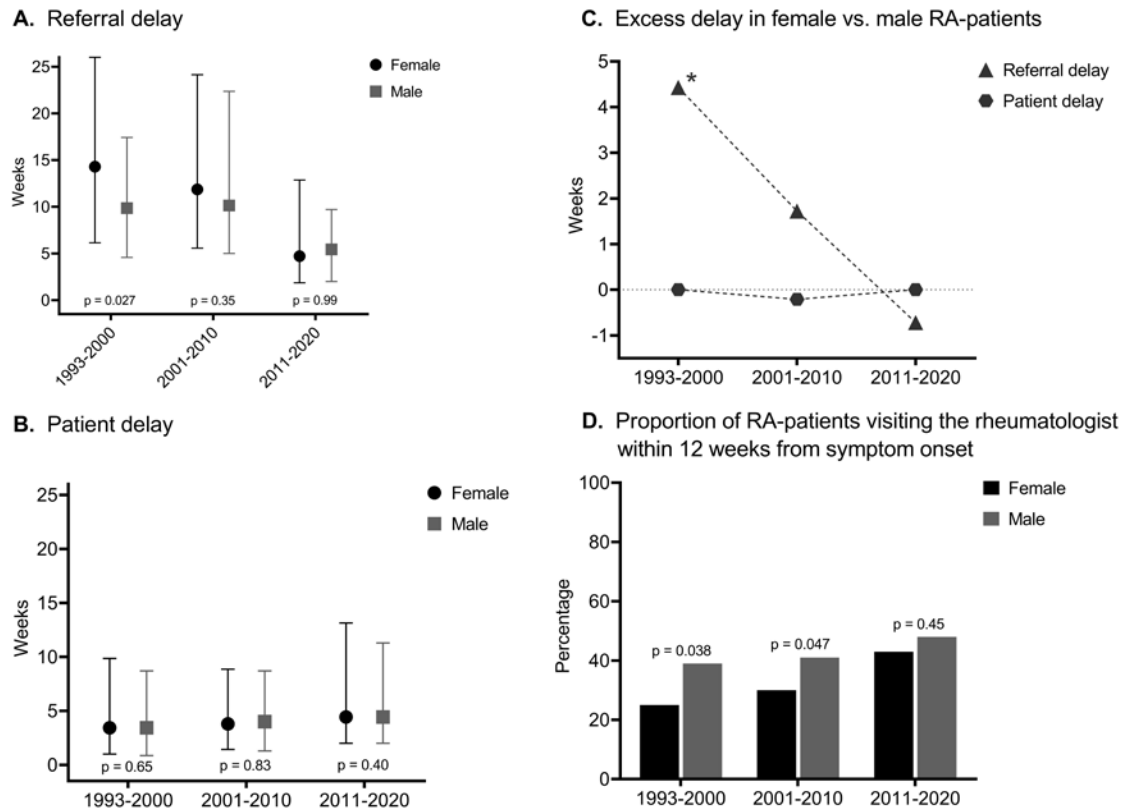 A. Referral delay
25
20
15
10
5
0
Weeks
Female
Male
p = 0.027
p = 0.35
p = 0.99
1993-2000
2001-2010
2011-2020
B. Patient delay
25
20
15
10
5
0
Weeks
Female
Male
p = 0.65
p = 0.83
p = 0.40
1993-2000
2001-2010
2011-2020
C. Excess delay in female vs. male RA-patients
5
4
3
2
1
0
-1
Weeks
*
Referral delay
Patient delay
1993-2000
2001-2010
2011-2020
D. Proportion of RA-patients visiting the rheumatologist
within 12 weeks from symptom onset
100
80
60
40
20
0
Percentage
Female
Male
p = 0.038
p = 0.047
p = 0.45
1993-2000
2001-2010
2011-2020